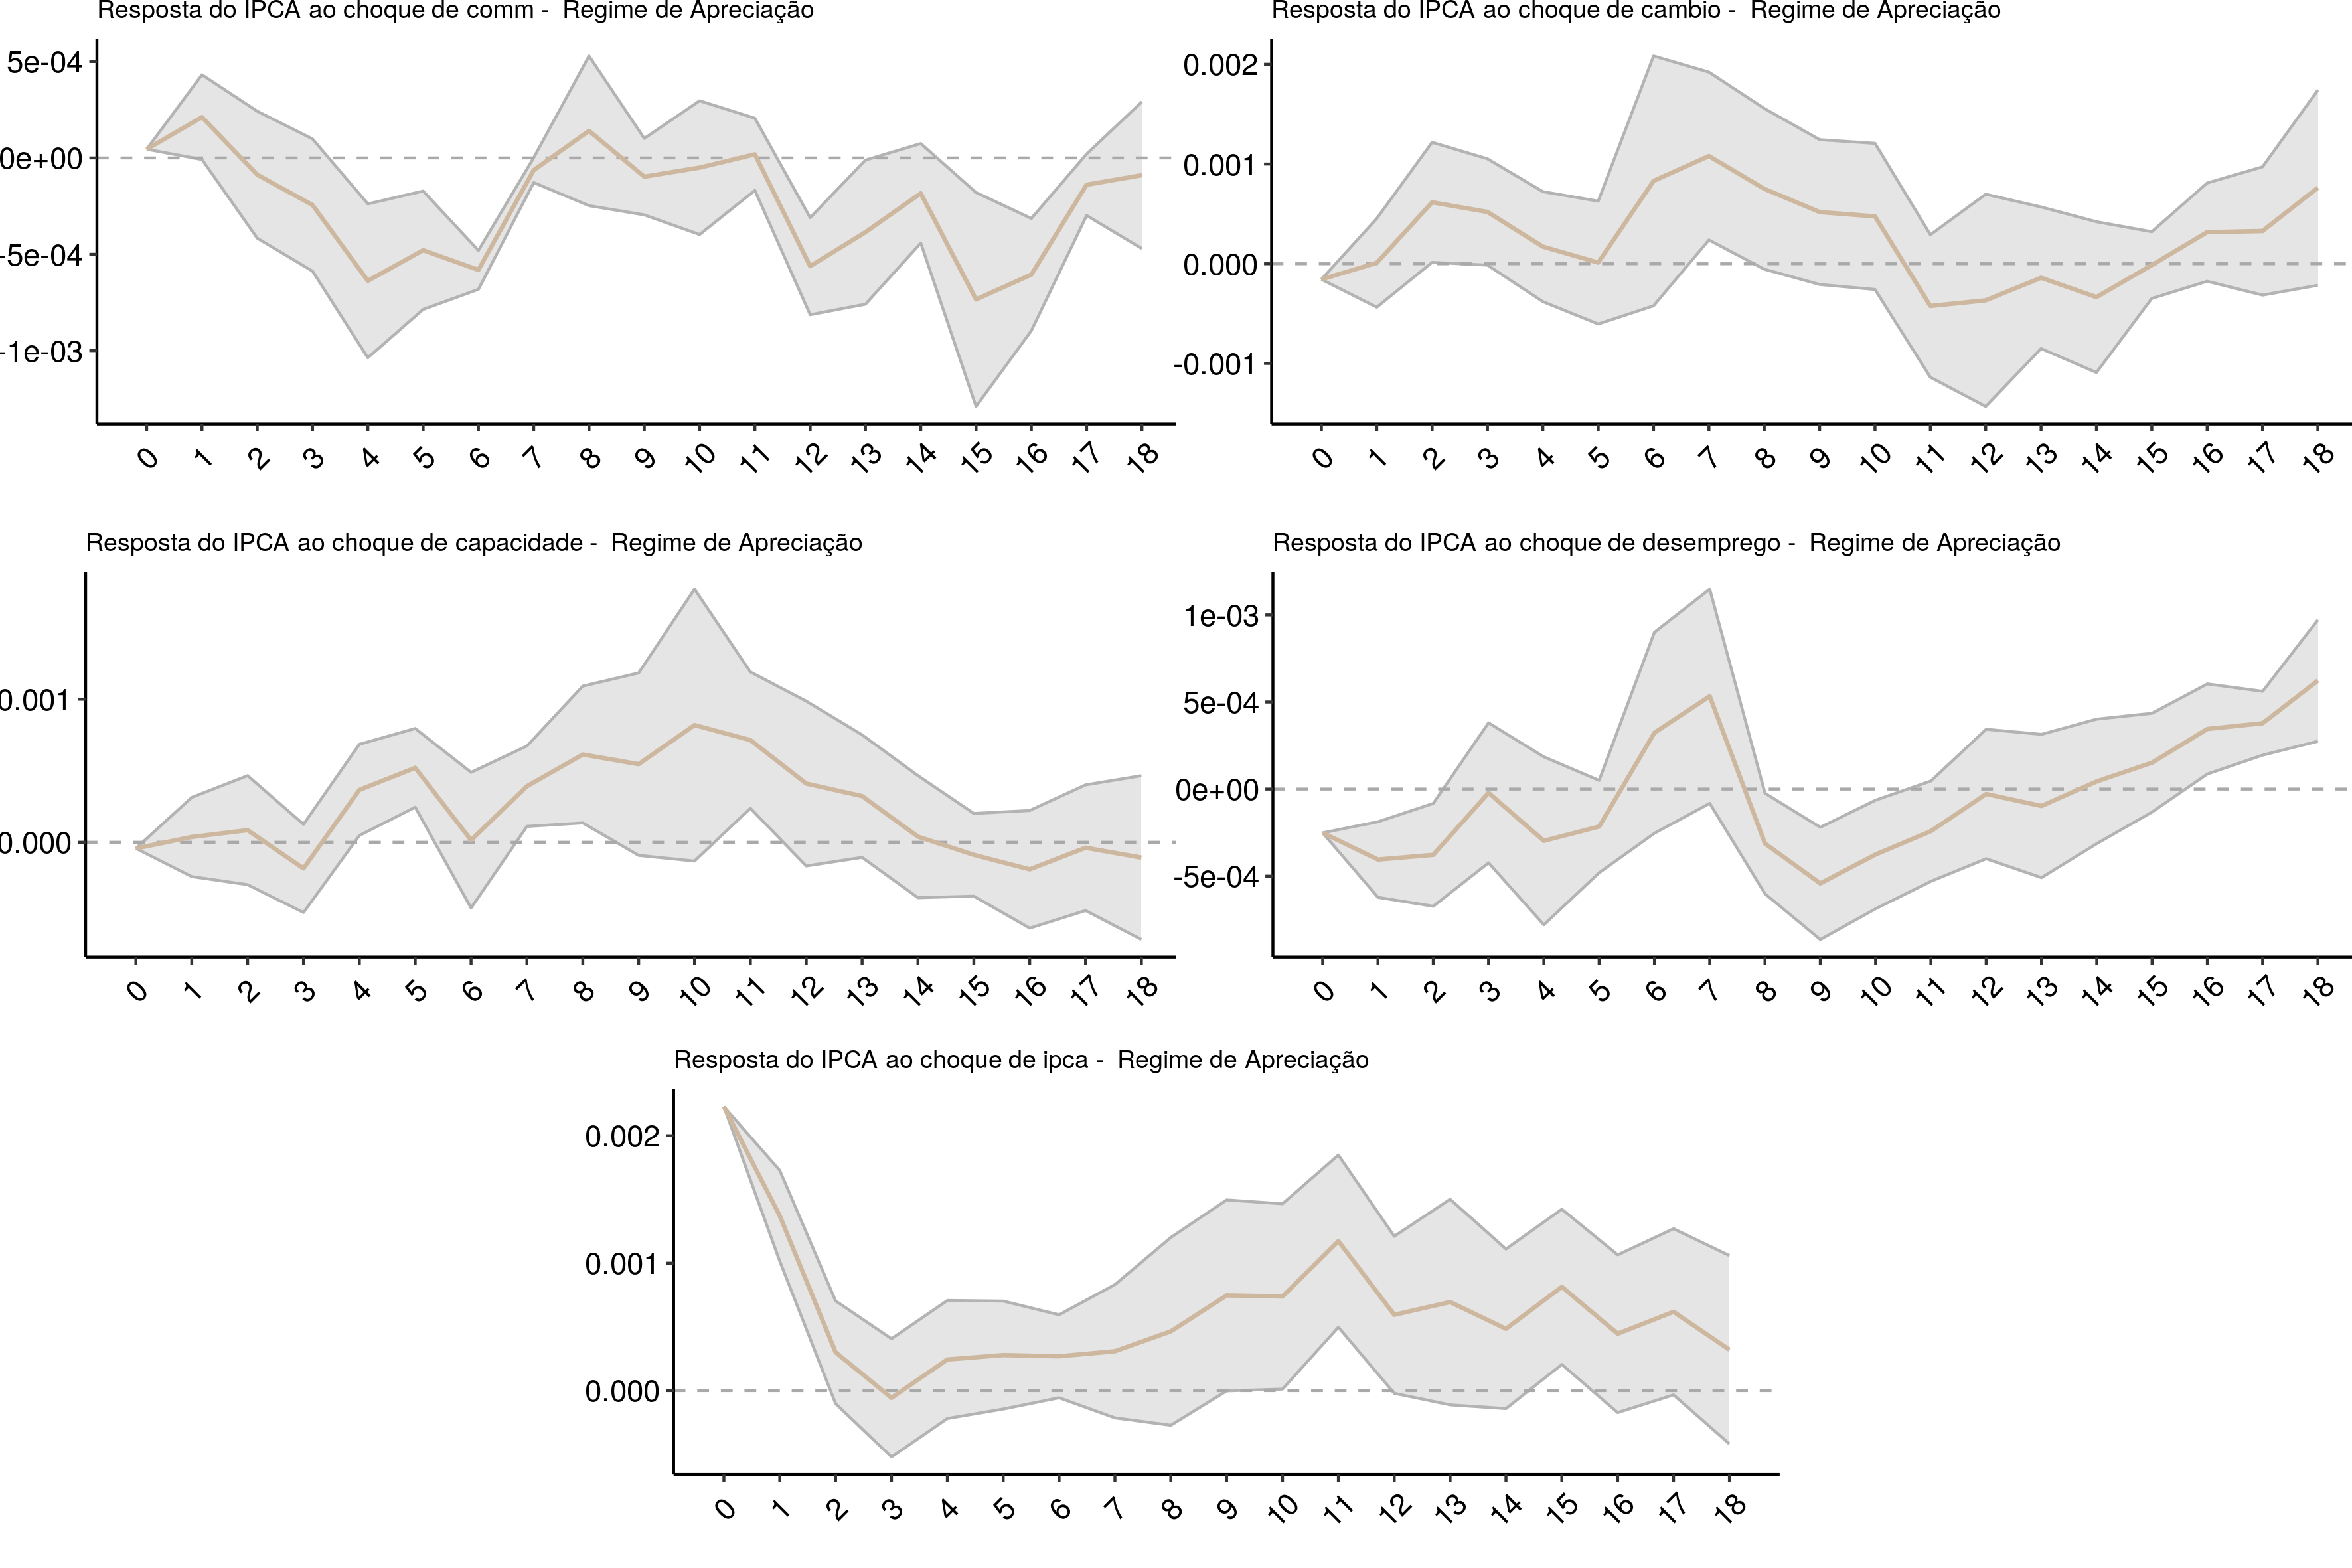 Resposta do IPCA ao choque de comm - Regime de Apreciação
5e-04
0e+00
-5e-04
-1e-03
0 1 2 3 4 5 6 7 8 9 10 11 12 13 14 15 16 17 18
Resposta do IPCA ao choque de cambio - Regime de Apreciação
0.002
0.001
0.000
-0.001
0 1 2 3 4 5 6 7 8 9 10 11 12 13 14 15 16 17 18
Resposta do IPCA ao choque de capacidade - Regime de Apreciação
0.001
0.000
0 1 2 3 4 5 6 7 8 9 10 11 12 13 14 15 16 17 18
Resposta do IPCA ao choque de desemprego - Regime de Apreciação
1e-03
5e-04
0e+00
-5e-04
0 1 2 3 4 5 6 7 8 9 10 11 12 13 14 15 16 17 18
Resposta do IPCA ao choque de ipca - Regime de Apreciação
0.002
0.001
0.000
0 1 2 3 4 5 6 7 8 9 10 11 12 13 14 15 16 17 18